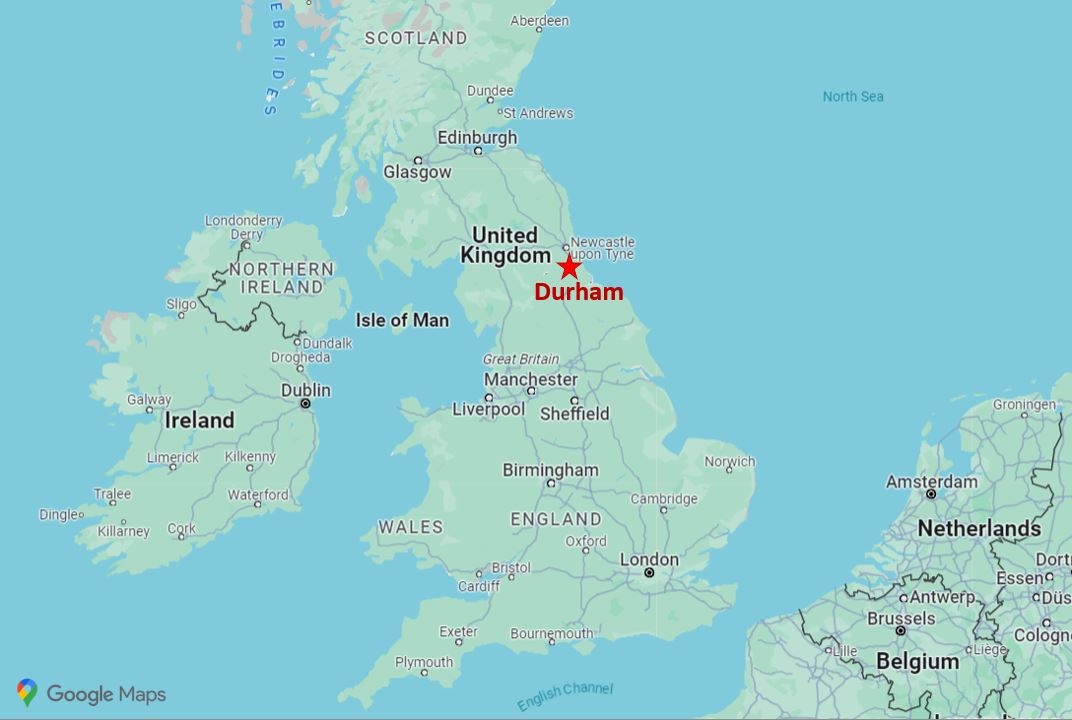 Aberdeen
SCOTLAND
EBRIDES
North Sea
Dundee
St Andrews
Edinburgh
Glasgow
Londonderry
Derry
United
Kingdom
Newcastle
upon Tyne
NORTHERN
IRELAND
Durham
Sligo
Isle of Man
Dundalk
Drogheda
Great Britain
Manchester
Dublin
Galway
Liverpool
Sheffield
Ireland
Groningen
Limerick
Kilkenny
Birmingham
Norwich
Amsterdam
Tralee
Waterford
Cambridge
Dingle
Killarney
Cork
WALES
ENGLAND
Netherlands
Oxford
London
Dortm
Bristol
Cardiff
Essen
Antwerp
Düs
Brussels
Exeter
Bournemouth
Cologn
Lille
Liège
Plymouth
Belgium
English Channel
Google Maps